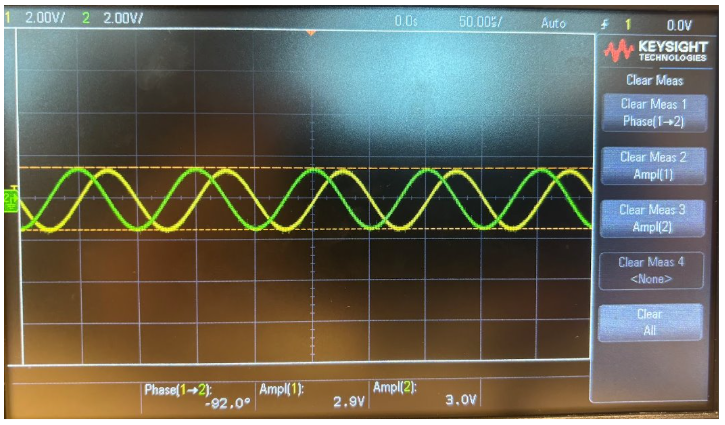 1 2.00V/ 2 2.00V/ 0.0s 50.00s/ Auto 1 0.0V
KEYSIGHT
TECHNOLOGIES
Clear Meas
Clear Meas 1
Phase(1→2)
Clear Meas 2
Ampl(1)
Clear Meas 3
Ampl(2)
Clear Meas 4
<None>
Clear
All
Phase(1→2):
-92.0°
Ampl(1):
2.9V
Ampl(2):
3.0V